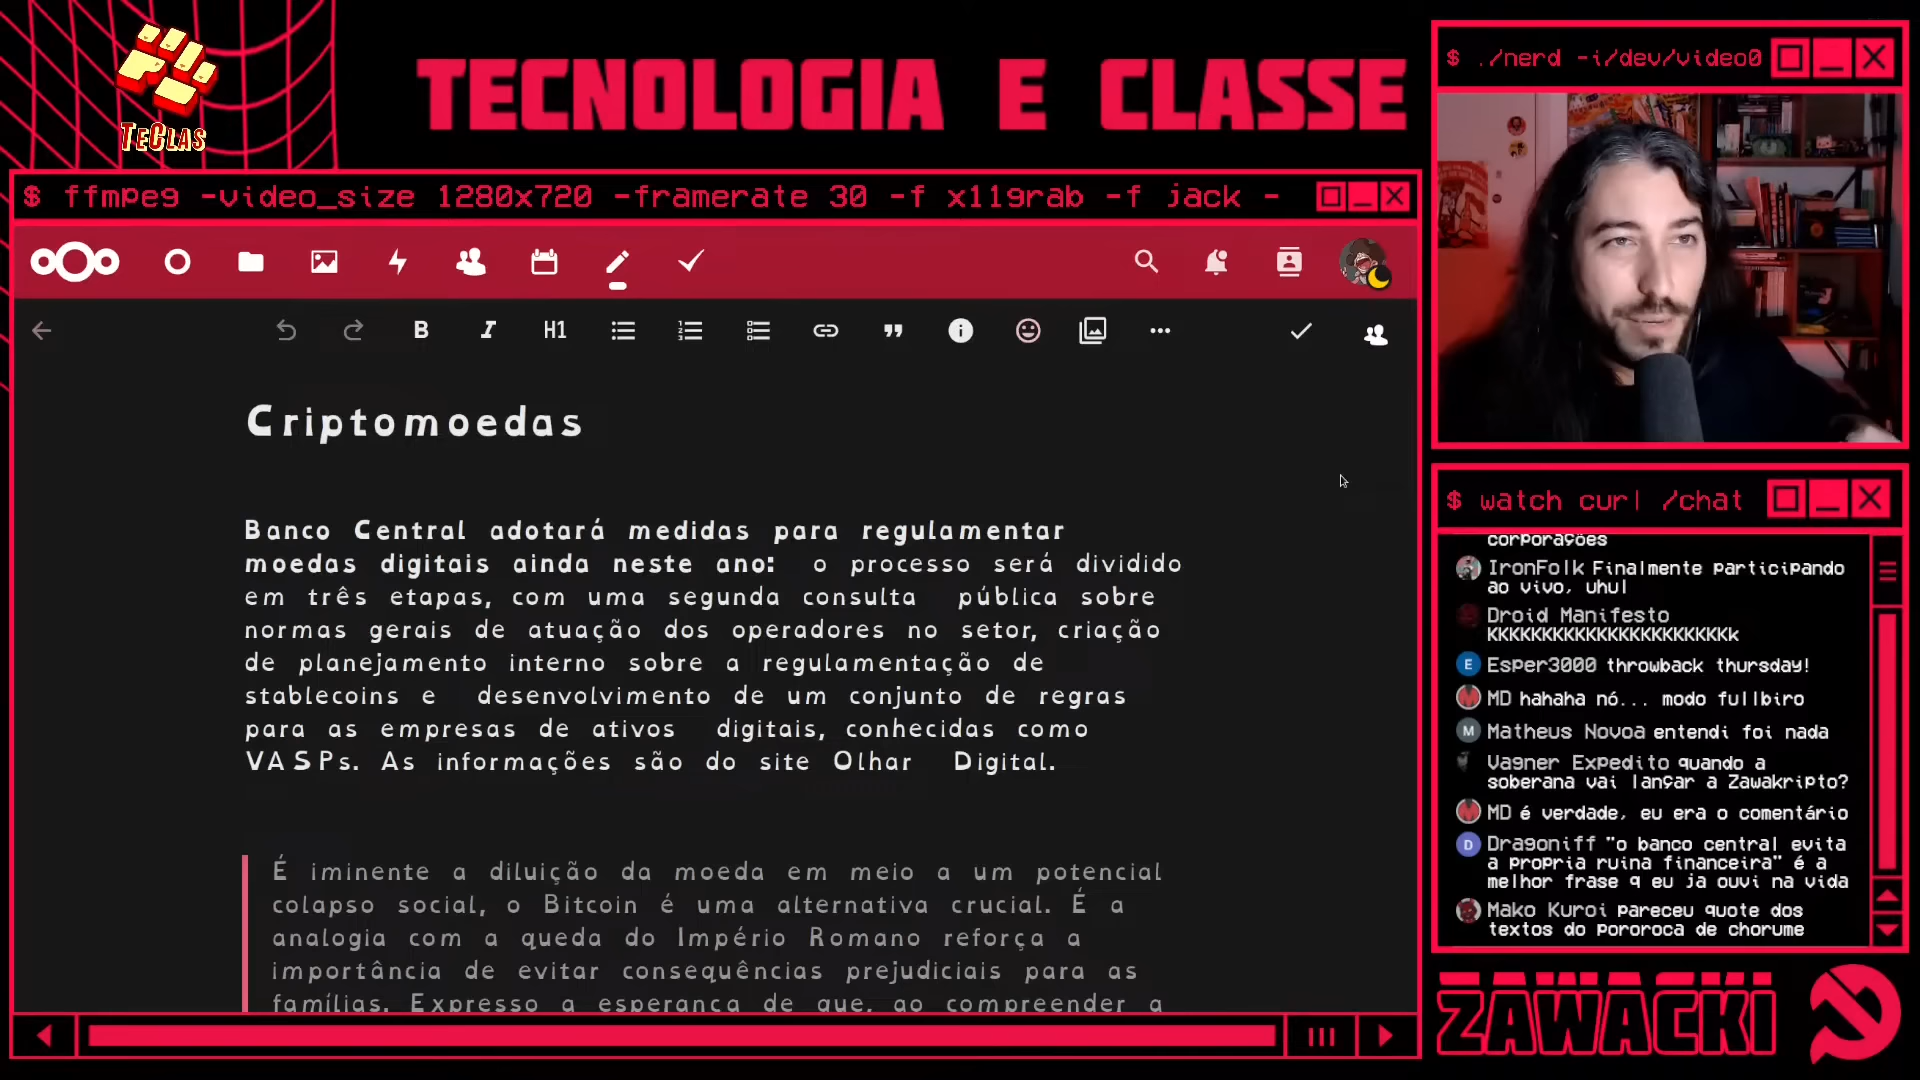 TECLAS
TECNOLOGIA E CLASSE
$ ./nerd -i/dev/video0
$ ffmpeg -video_size 1280x720 -framerate 30 -f x11grab -f jack -
B I H1
Criptomoedas
Banco Central adotará medidas para regulamentar
moedas digitais ainda neste ano: o processo será dividido
em três etapas, com uma segunda consulta pública sobre
normas gerais de atuação dos operadores no setor, criação
de planejamento interno sobre a regulamentação de
stablecoins e desenvolvimento de um conjunto de regras
para as empresas de ativos digitais, conhecidas como
VASPs. As informações são do site Olhar Digital.
É iminente a diluição da moeda em meio a um potencial
colapso social, o Bitcoin é uma alternativa crucial. É a
analogia com a queda do Império Romano reforça a
importância de evitar consequências prejudiciais para as
famílias. Expresso a esperança de que, ao compreender a
$ watch curl /chat
corporações
IronFolk Finalmente participando
ao vivo, uhul
Droid Manifesto
KKKKKKKKKKKKKKKKKKKKKKKk
E Esper3000 throwback thursday!
MD hahaha nó... modo fullbiro
M Matheus Novoa entendi foi nada
Vagner Expedito quando a
soberana vai lançar a Zawakripto?
MD é verdade, eu era o comentário
D Dragoniff "o banco central evita
a propria ruina financeira" é a
melhor frase q eu ja ouvi na vida
Mako Kuroi pareceu quote dos
textos do pororoca de chorume
ZAWACKI